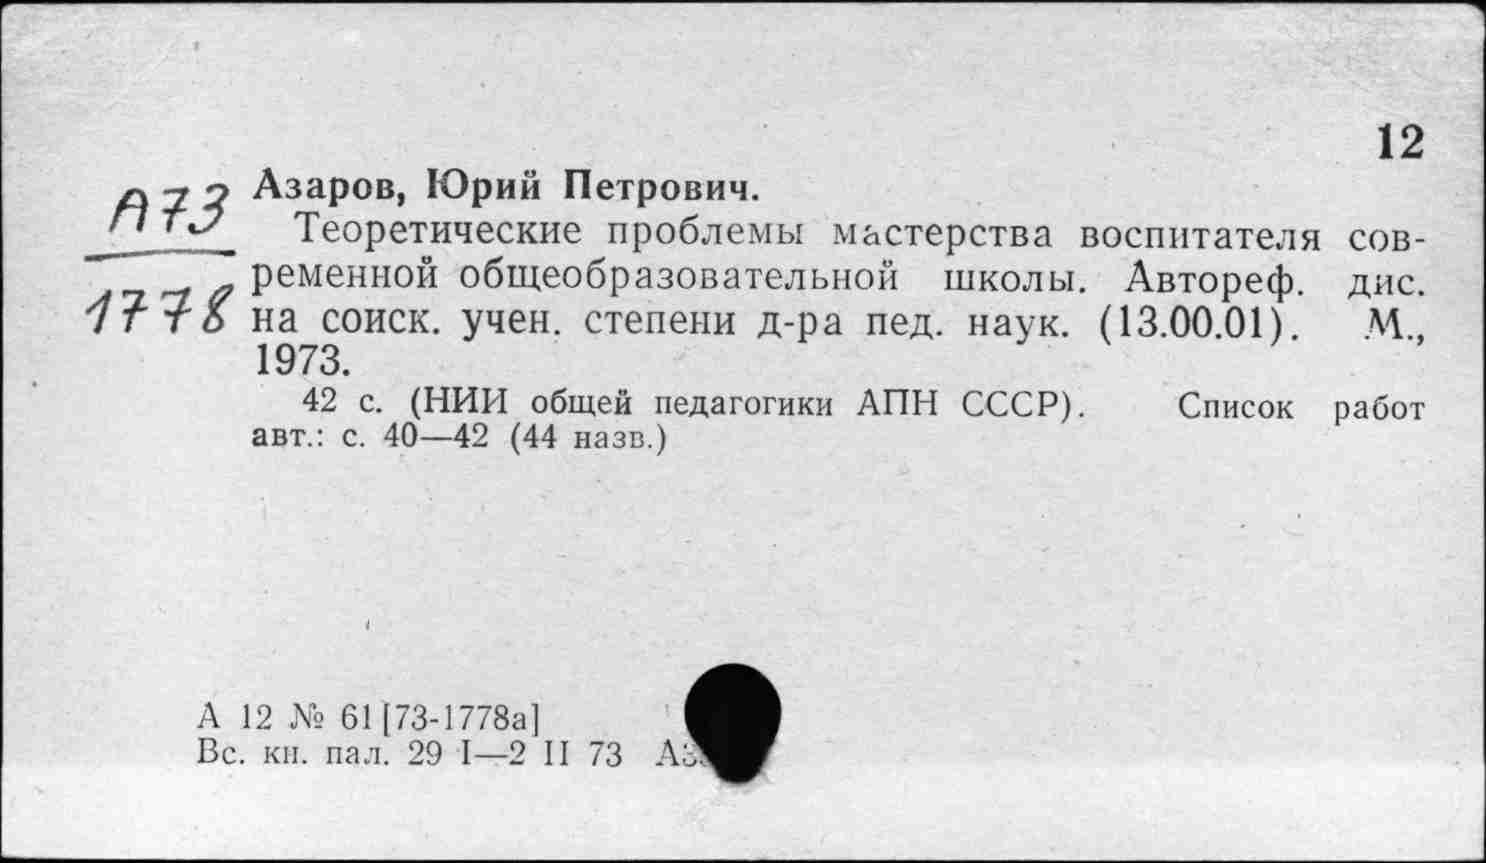 12
А73
Азаров, Юрий Петрович.
Теоретические проблемы мастерства воспитателя сов-
ременной общеобразовательной школы. Автореф. дис.
1778
на соиск. учен. степени д-ра пед. наук. (13.00.01). М.,
1973.
42 с. (НИИ общей педагогики АПН СССР). Список работ
авт.: с. 40—42 (44 назв.)
А 12 № 61 [73-1778а]
Вс. кн. пал. 29 I—2 II 73